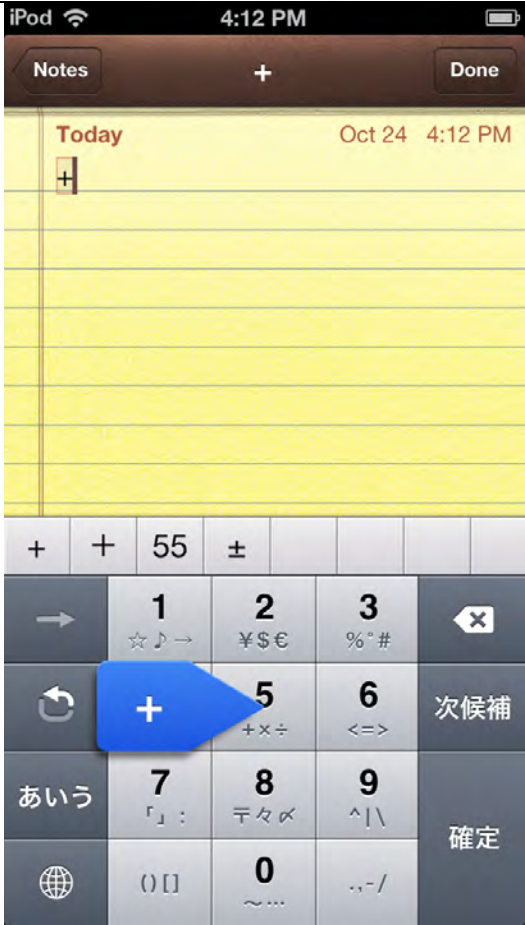 iPod 4:12 PM
Notes + Done
Today Oct 24 4:12 PM
+
+ + 55 ±
→ 1 2 3
☆♪→ ¥$€ %°#
+ 5 6 次候補
+×÷ <=>
あいう 7 8 9
「」: 〒々〆 ^|\
確定
()[] 0 .,-/
～…